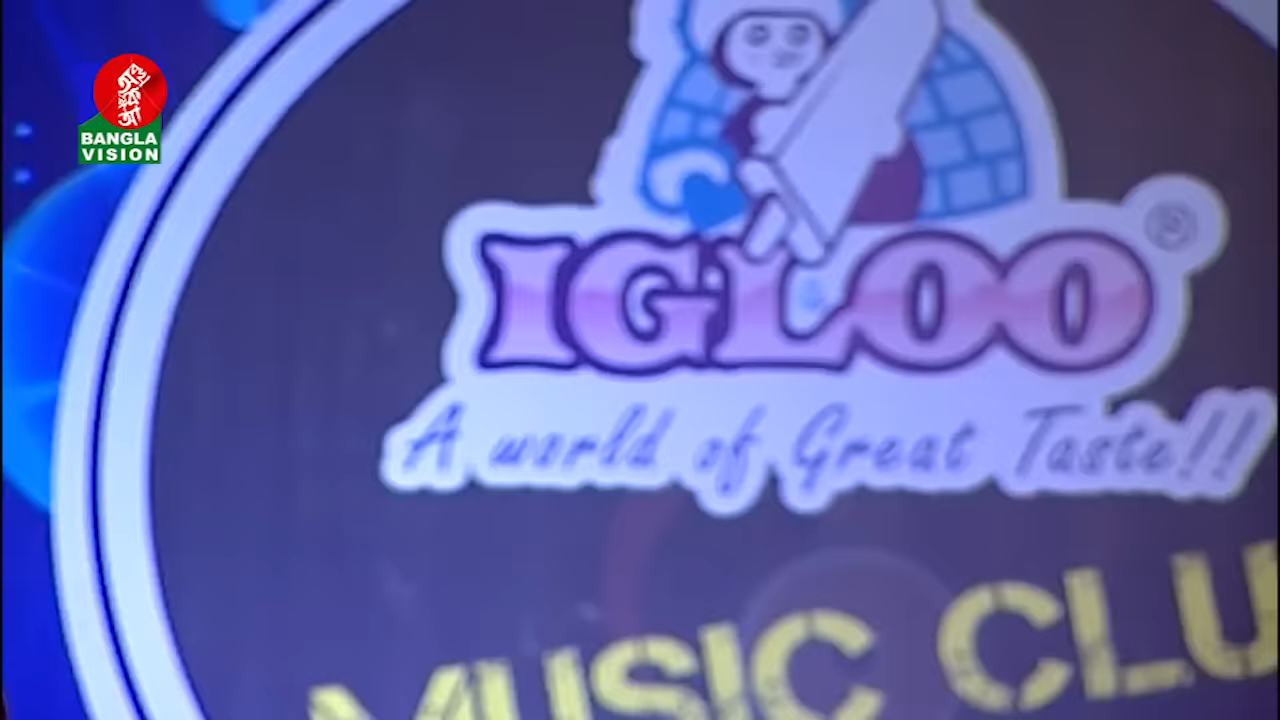 BANGLA
VISION
IGLOO®
A world of Great Taste!!
MUSIC CLU